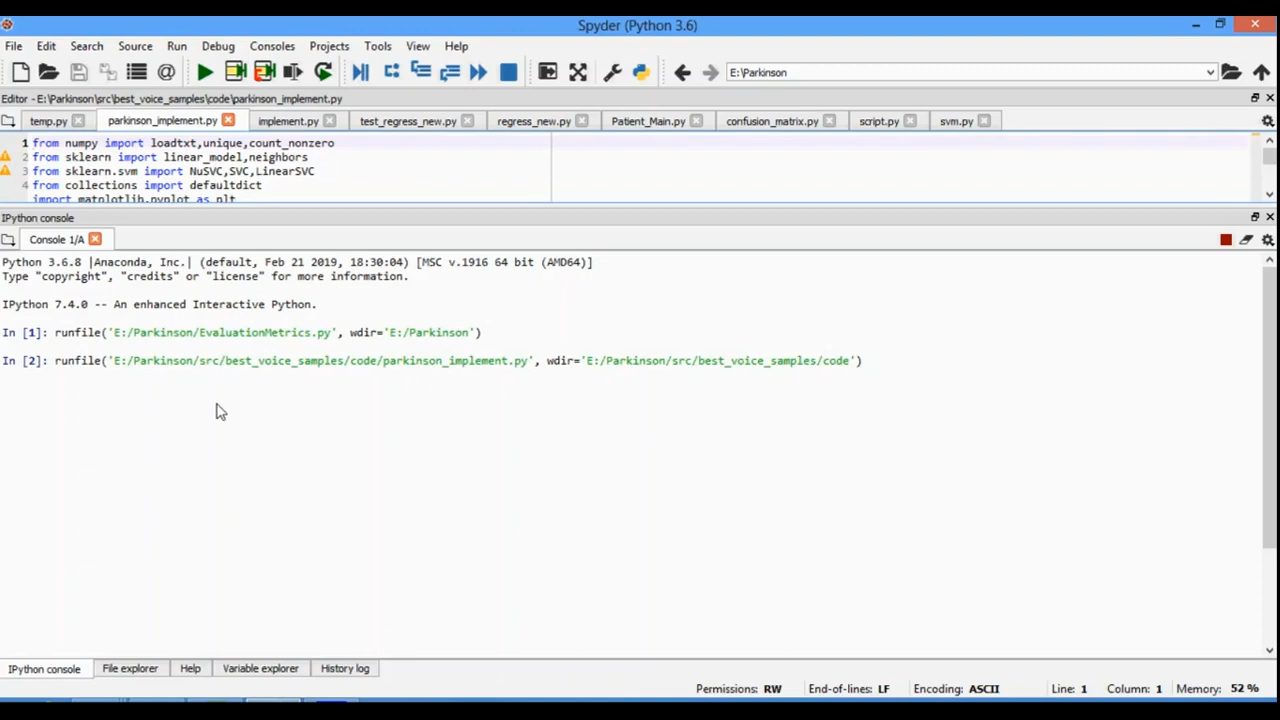 Spyder (Python 3.6)
File Edit Search Source Run Debug Consoles Projects Tools View Help
E:\Parkinson
Editor - E:\Parkinson\src\best_voice_samples\code\parkinson_implement.py
temp.py parkinson_implement.py implement.py test_regress_new.py regress_new.py Patient_Main.py confusion_matrix.py script.py svm.py
1 from numpy import loadtxt,unique,count_nonzero
2 from sklearn import linear_model,neighbors
3 from sklearn.svm import NuSVC,SVC,LinearSVC
4 from collections import defaultdict
import matplotlib.pyplot as plt
IPython console
Console 1/A
Python 3.6.8 |Anaconda, Inc.| (default, Feb 21 2019, 18:30:04) [MSC v.1916 64 bit (AMD64)]
Type "copyright", "credits" or "license" for more information.
IPython 7.4.0 -- An enhanced Interactive Python.
In [1]: runfile('E:/Parkinson/EvaluationMetrics.py', wdir='E:/Parkinson')
In [2]: runfile('E:/Parkinson/src/best_voice_samples/code/parkinson_implement.py', wdir='E:/Parkinson/src/best_voice_samples/code')
IPython console File explorer Help Variable explorer History log
Permissions: RW End-of-lines: LF Encoding: ASCII Line: 1 Column: 1 Memory: 52 %